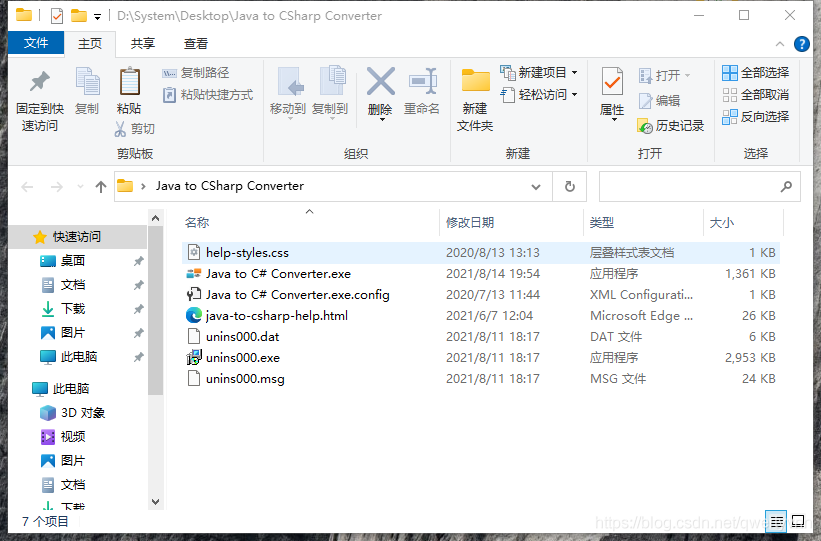 D:\System\Desktop\Java to CSharp Converter
文件 主页 共享 查看
固定到快速访问
复制
粘贴
复制路径
粘贴快捷方式
剪切
剪贴板
移动到
复制到
删除
重命名
组织
新建文件夹
新建项目
轻松访问
新建
属性
打开
编辑
历史记录
打开
全部选择
全部取消
反向选择
选择
Java to CSharp Converter
名称 修改日期 类型 大小
help-styles.css 2020/8/13 13:13 层叠样式表文档 1 KB
Java to C# Converter.exe 2021/8/14 19:54 应用程序 1,361 KB
Java to C# Converter.exe.config 2020/7/13 11:44 XML Configurati... 1 KB
java-to-csharp-help.html 2021/6/7 12:04 Microsoft Edge ... 26 KB
unins000.dat 2021/8/11 18:17 DAT 文件 6 KB
unins000.exe 2021/8/11 18:17 应用程序 2,953 KB
unins000.msg 2021/8/11 18:17 MSG 文件 24 KB
快速访问
桌面
文档
下载
图片
此电脑
此电脑
3D 对象
视频
图片
文档
下载
7 个项目